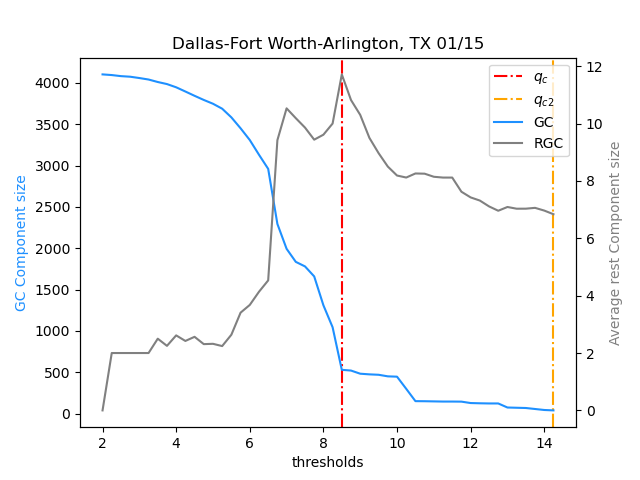 Dallas-Fort Worth-Arlington, TX 01/15
GC Component size
4000
3500
3000
2500
2000
1500
1000
500
0
q_c
q_c2
GC
RGC
12
10
8
6
4
2
0
Average rest Component size
2 4 6 8 10 12 14
thresholds